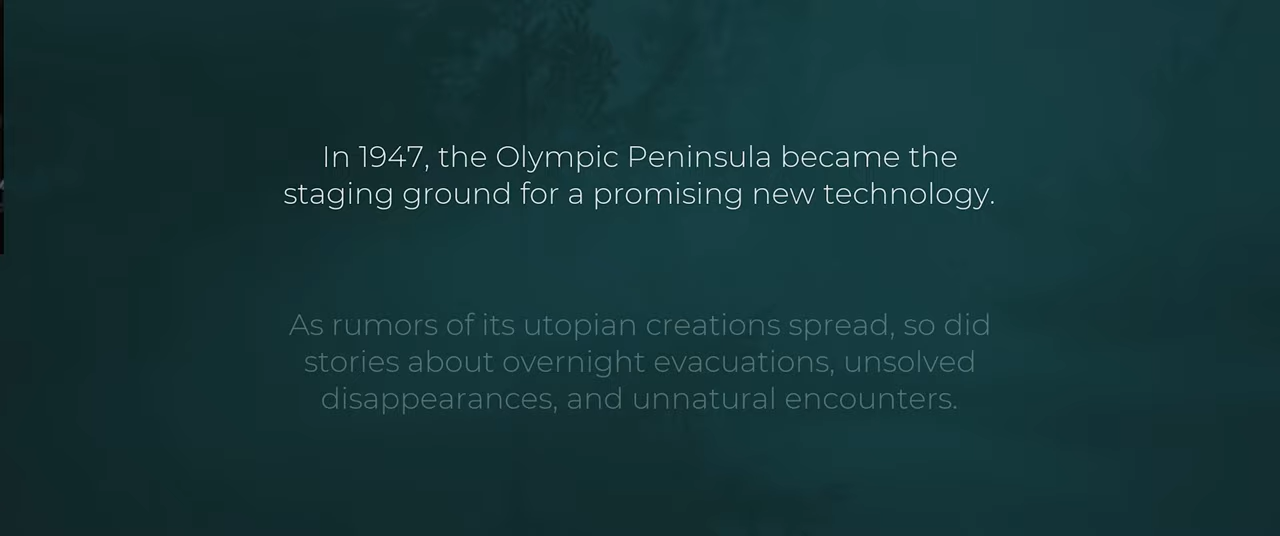 In 1947, the Olympic Peninsula became the
staging ground for a promising new technology.
As rumors of its utopian creations spread, so did
stories about overnight evacuations, unsolved
disappearances, and unnatural encounters.